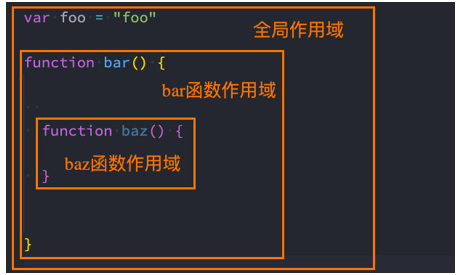 var foo = "foo"
全局作用域
function bar() {
bar函数作用域
function baz() {
baz函数作用域
}
}